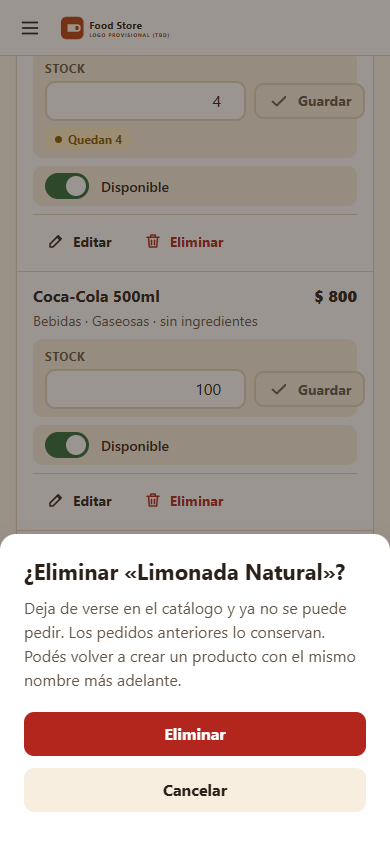 Food Store
LOGO PROVISIONAL (TBD)
STOCK
4
Guardar
Quedan 4
Disponible
Editar
Eliminar
Coca-Cola 500ml
$ 800
Bebidas · Gaseosas · sin ingredientes
STOCK
100
Guardar
Disponible
Editar
Eliminar
¿Eliminar «Limonada Natural»?
Deja de verse en el catálogo y ya no se puede
pedir. Los pedidos anteriores lo conservan.
Podés volver a crear un producto con el mismo
nombre más adelante.
Eliminar
Cancelar